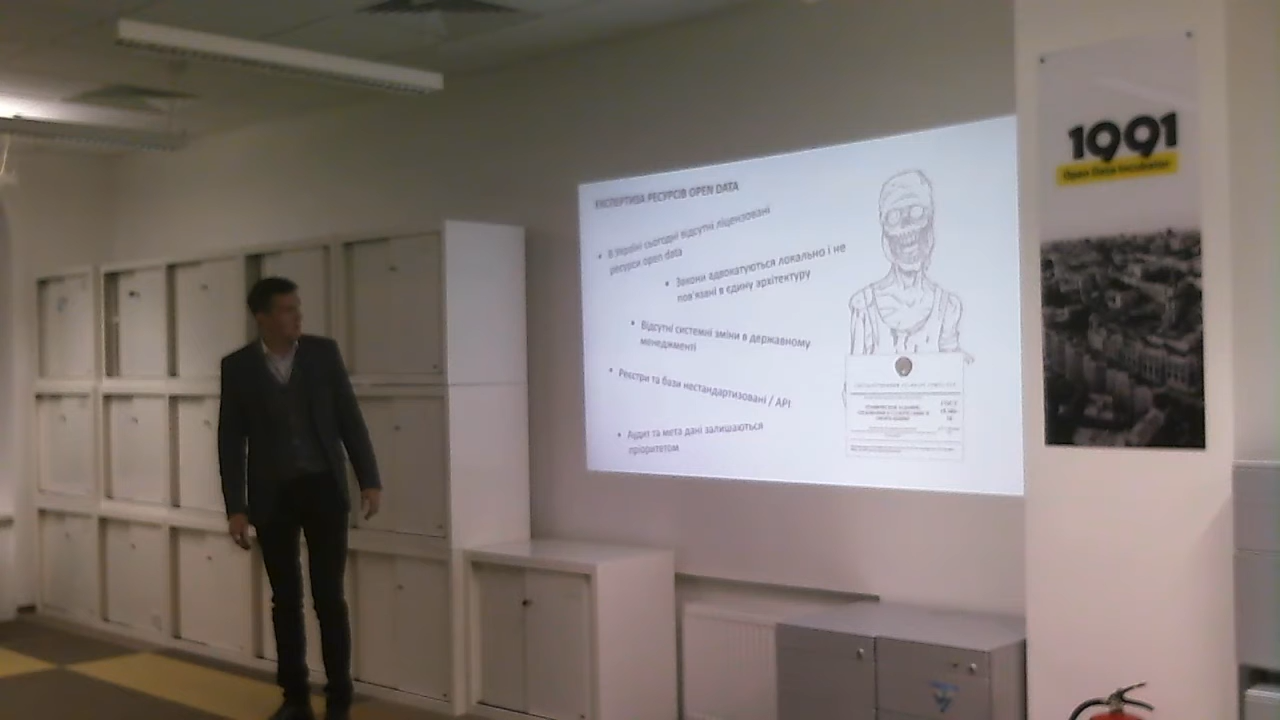 ЕКСПЕРТИЗА РЕСУРСІВ OPEN DATA
• В Україні сьогодні відсутні ліцензовані
ресурси open data
• Закони адвокатуються локально і не
пов'язані в єдину архітектуру
• Відсутні системні зміни в державному
менеджменті
• Реєстри та бази нестандартизовані / API
• Аудит та мета дані залишаються
пріоритетом
1991
Open Data Incubator